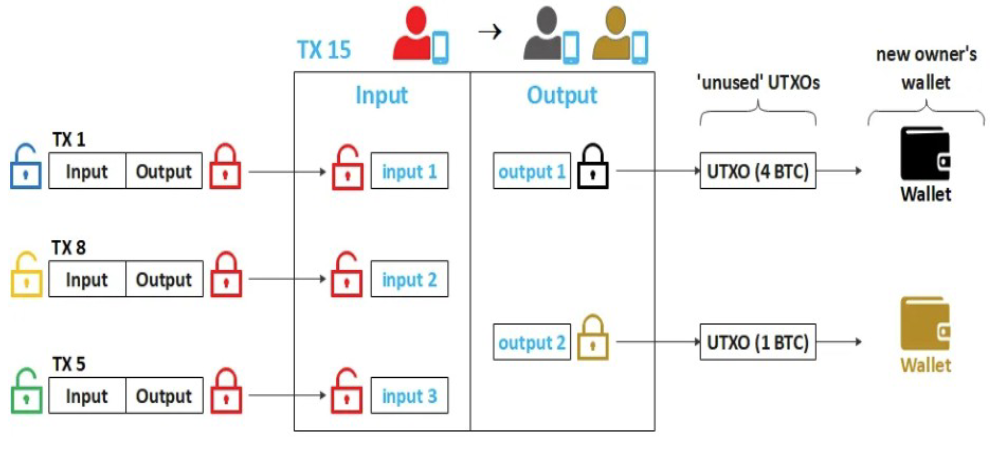 TX 15
Input
Output
'unused' UTXOs
new owner's
wallet
TX 1
Input
Output
input 1
output 1
UTXO (4 BTC)
Wallet
TX 8
Input
Output
input 2
output 2
UTXO (1 BTC)
Wallet
TX 5
Input
Output
input 3